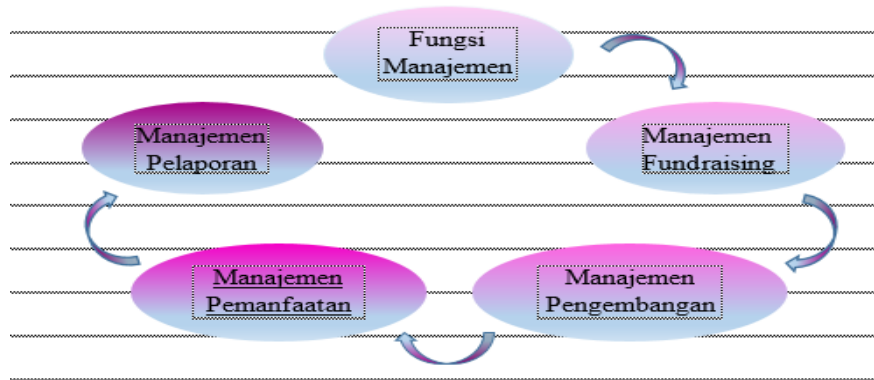 Fungsi
Manajemen
Manajemen
Fundraising
Manajemen
Pengembangan
Manajemen
Pemanfaatan
Manajemen
Pelaporan